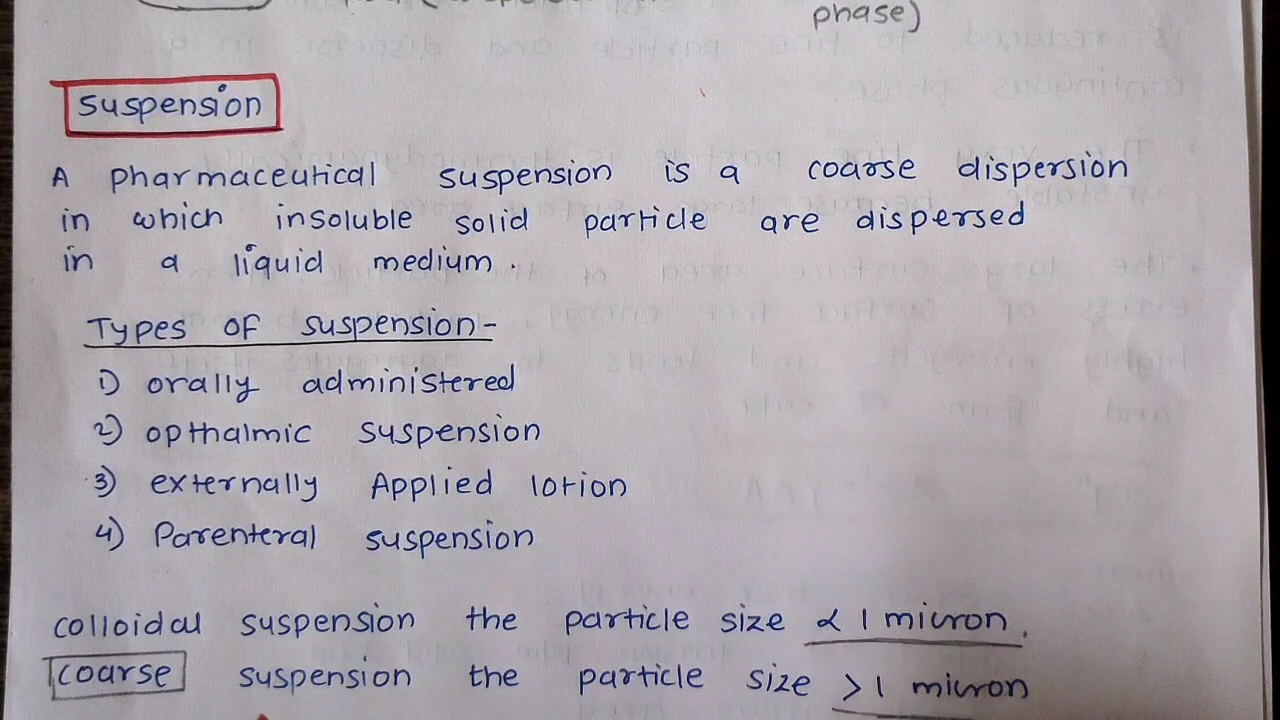 phase)
suspension
A pharmaceutical suspension is a coarse dispersion
in which insoluble solid particle are dispersed
in a liquid medium.
Types of suspension-
1) orally administered
2) opthalmic suspension
3) externally Applied lotion
4) Parenteral suspension
colloidal suspension the particle size < 1 micron.
coarse suspension the particle size > 1 micron